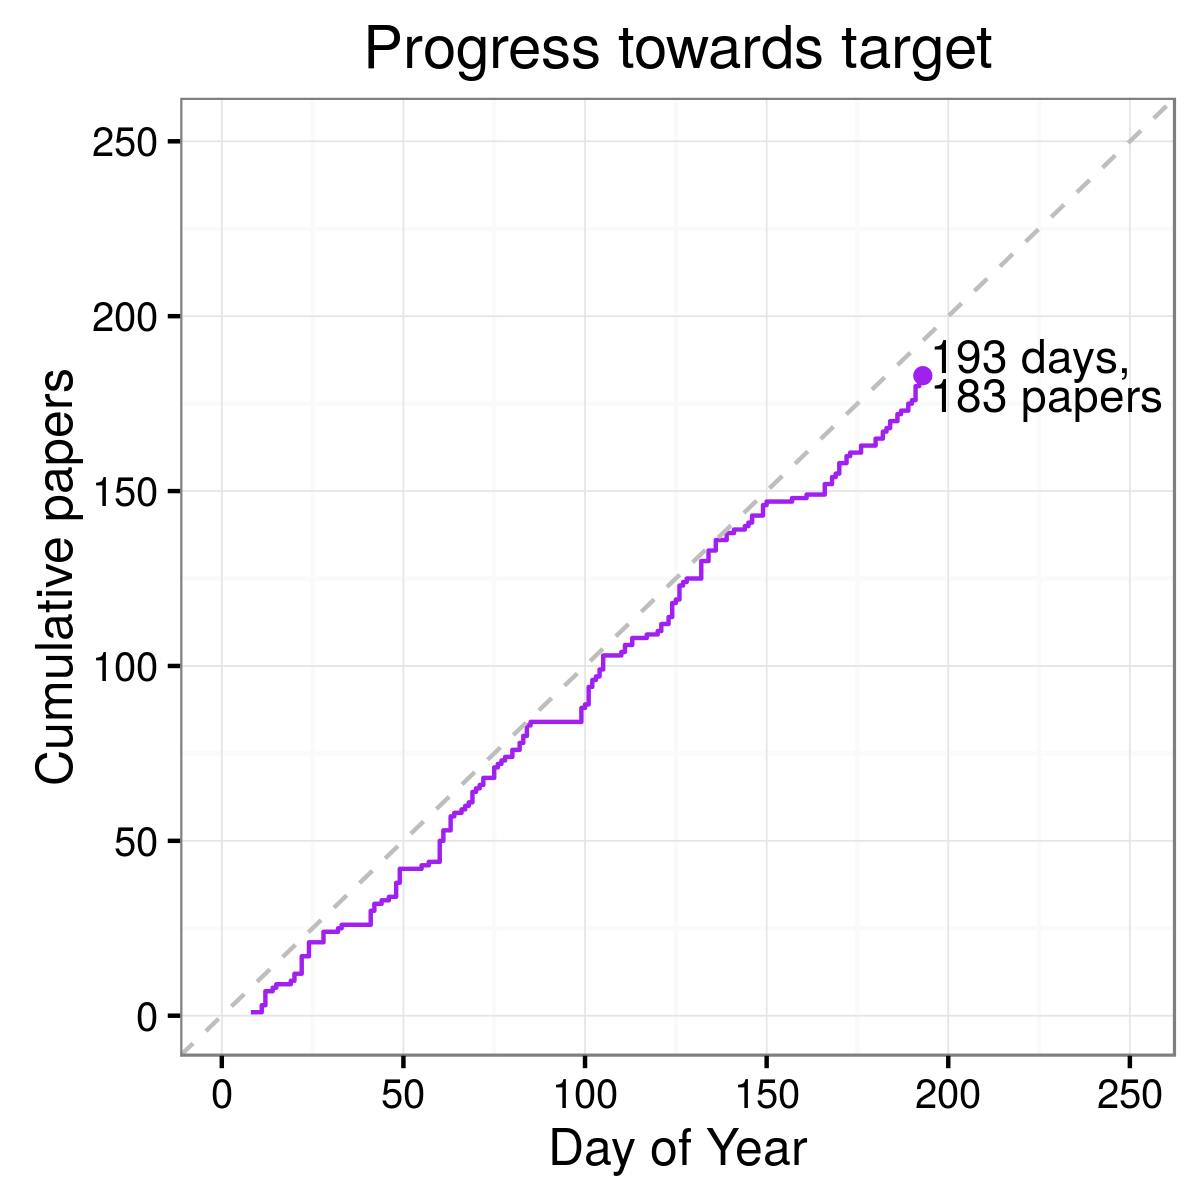 Progress towards target
250
200
150
100
50
0
Cumulative papers
193 days,
183 papers
0 50 100 150 200 250
Day of Year